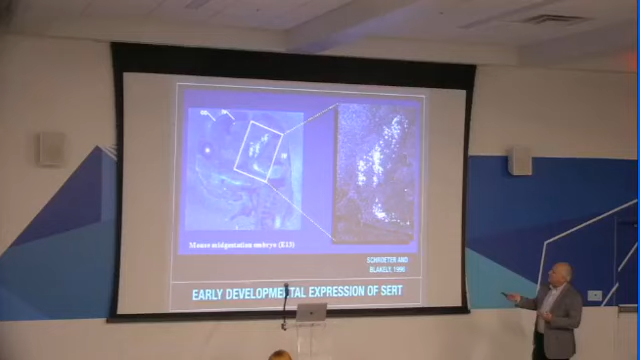 Mouse midgestation embryo (E13)
SCHROETER AND
BLAKELY, 1996
EARLY DEVELOPMENTAL EXPRESSION OF SERT